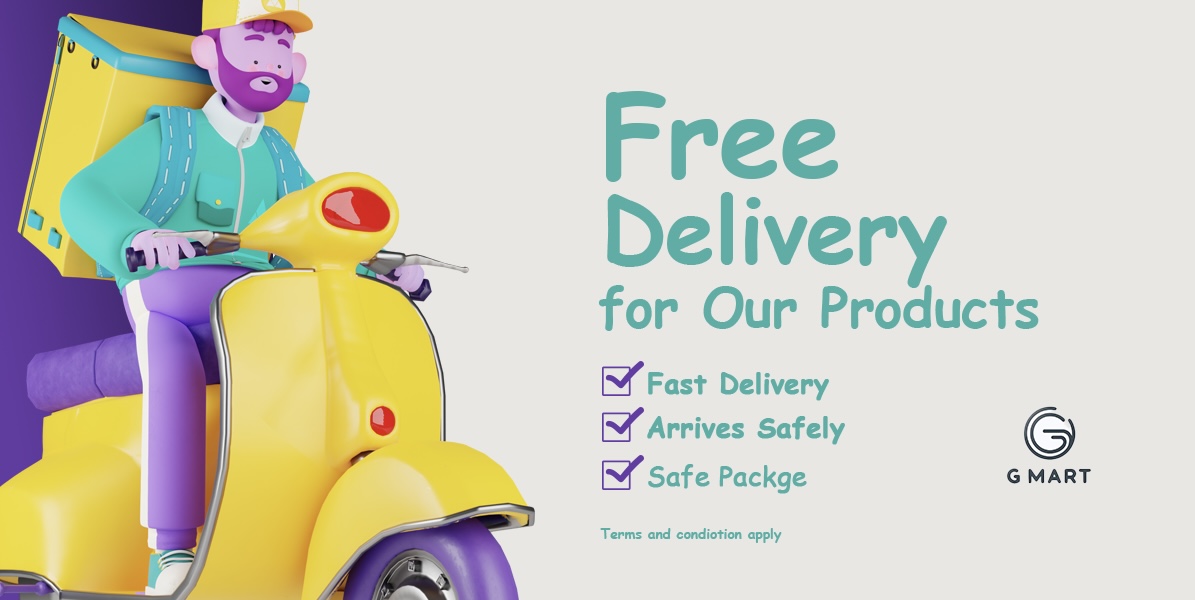 Free
Delivery
for Our Products
Fast Delivery
Arrives Safely
Safe Packge
G MART
Terms and condiotion apply